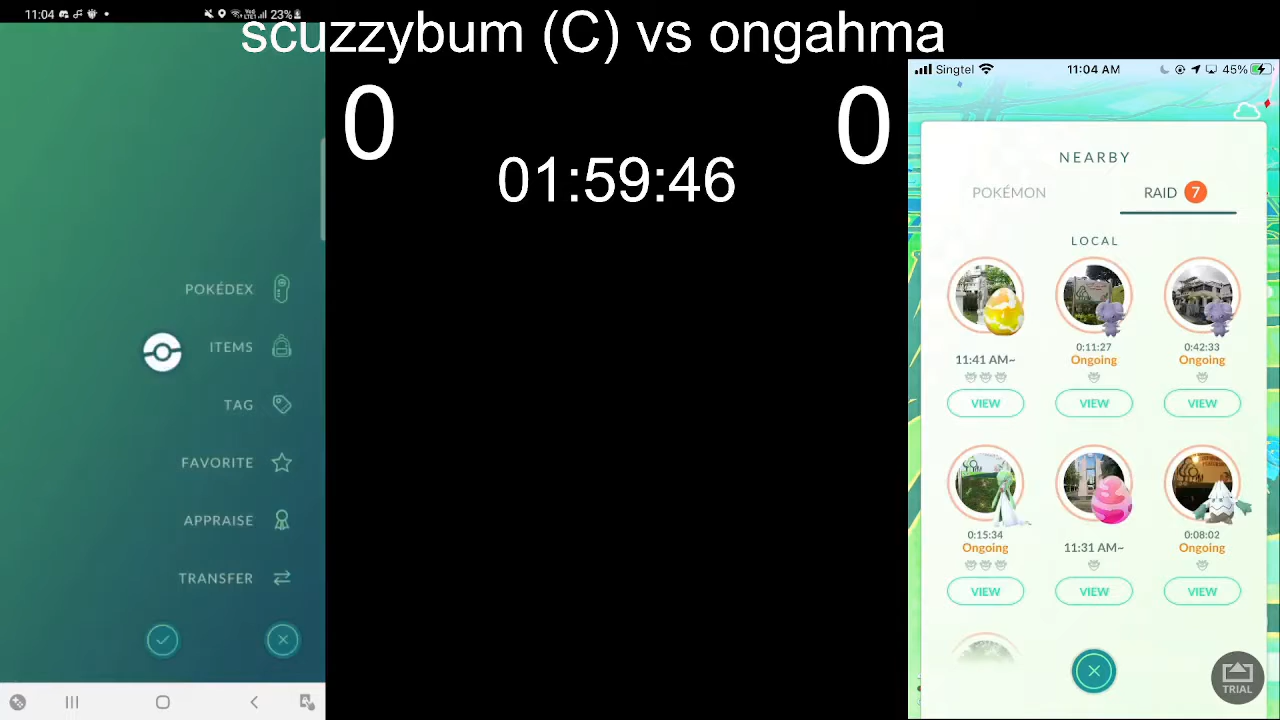 scuzzybum (C) vs ongahma
0
0
01:59:46
11:04
23%
POKÉDEX
ITEMS
TAG
FAVORITE
APPRAISE
TRANSFER
Singtel
11:04 AM
45%
NEARBY
POKÉMON
RAID 7
LOCAL
0:11:27
0:42:33
11:41 AM~
Ongoing
Ongoing
VIEW
VIEW
VIEW
0:15:34
0:08:02
Ongoing
11:31 AM~
Ongoing
VIEW
VIEW
VIEW
TRIAL